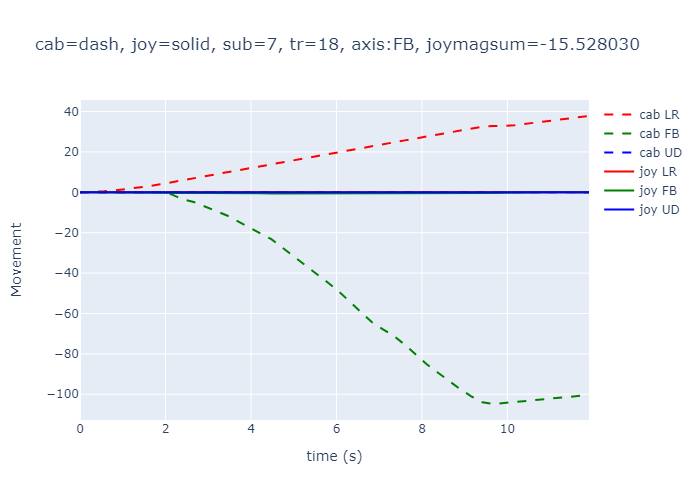 cab=dash, joy=solid, sub=7, tr=18, axis:FB, joymagsum=-15.528030
40
20
0
−20
−40
−60
−80
−100
0 2 4 6 8 10
Movement
time (s)
cab LR
cab FB
cab UD
joy LR
joy FB
joy UD